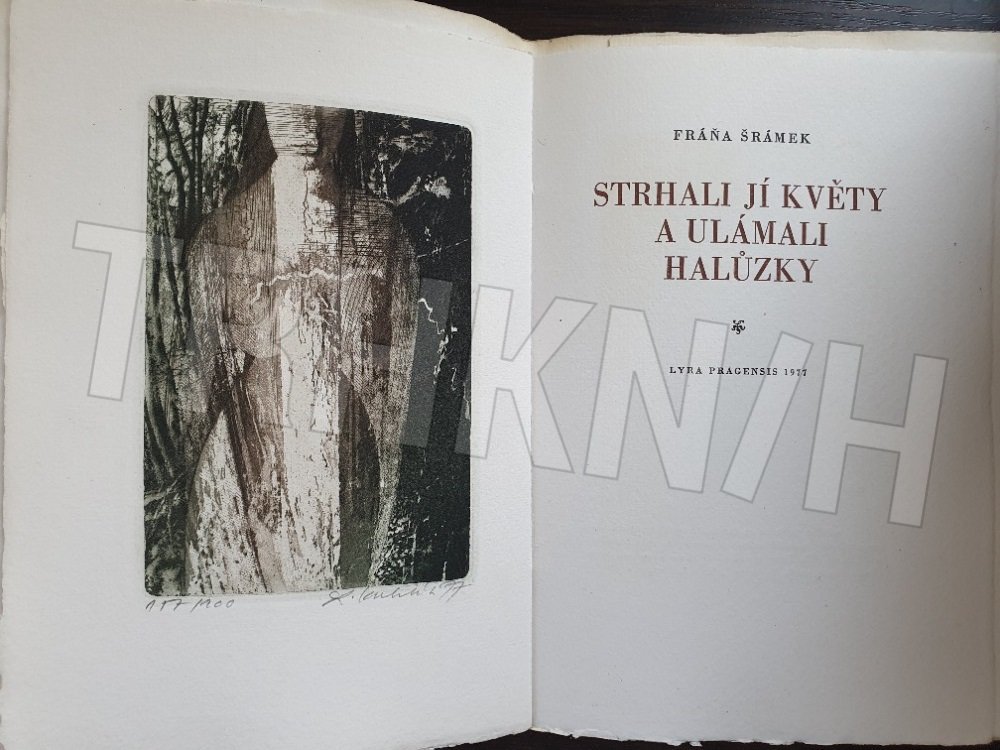 FRÁŇA ŠRÁMEK
STRHALI JÍ KVĚTY
A ULÁMALI
HALŮZKY
LYRA PRAGENSIS 1977